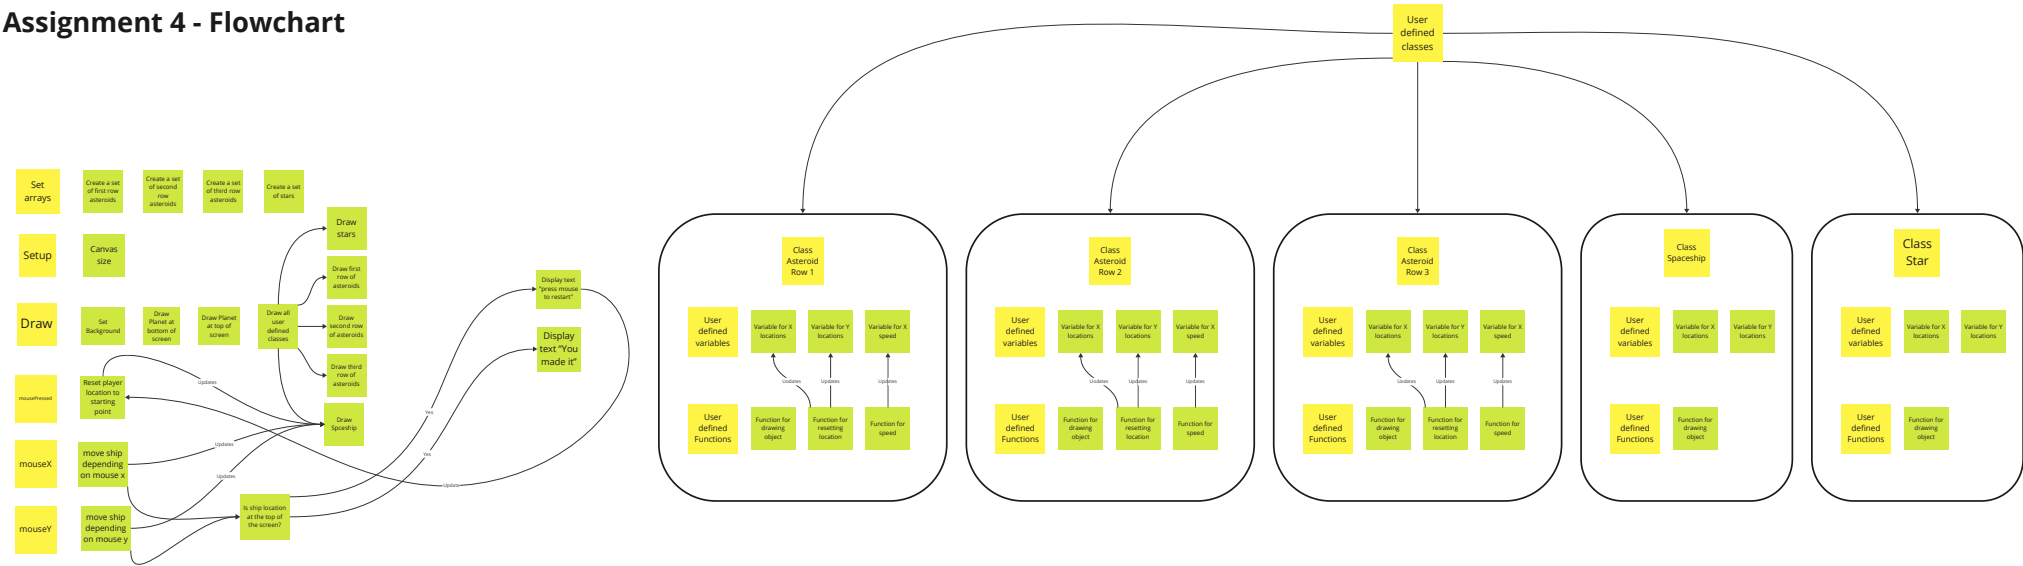 Assignment 4 - Flowchart
User
defined
classes
Set
arrays
Create a set
of first row
asteroids
Create a set
of second
row
asteroids
Create a set
of third row
asteroids
Create a set
of stars
Setup
Canvas
size
Draw
Set
Background
Draw
Planet at
bottom of
screen
Draw Planet
at top of
screen
Draw all
user
defined
classes
Draw
stars
Draw first
row of
asteroids
Draw
second row
of asteroids
Draw third
row of
asteroids
Draw
Spceship
mousePressed
Reset player
location to
starting
point
Updates
mouseX
move ship
depending
on mouse x
Updates
mouseY
move ship
depending
on mouse y
Updates
Is ship location
at the top of
the screen?
Yes
Yes
Update
Display text
"press mouse
to restart"
Display
text "You
made it"
Class
Asteroid
Row 1
User
defined
variables
Variable for X
locations
Variable for Y
locations
Variable for X
speed
Updates
Updates
Updates
User
defined
Functions
Function for
drawing
object
Function for
resetting
location
Function for
speed
Class
Asteroid
Row 2
User
defined
variables
Variable for X
locations
Variable for Y
locations
Variable for X
speed
Updates
Updates
Updates
User
defined
Functions
Function for
drawing
object
Function for
resetting
location
Function for
speed
Class
Asteroid
Row 3
User
defined
variables
Variable for X
locations
Variable for Y
locations
Variable for X
speed
Updates
Updates
Updates
User
defined
Functions
Function for
drawing
object
Function for
resetting
location
Function for
speed
Class
Spaceship
User
defined
variables
Variable for X
locations
Variable for Y
locations
User
defined
Functions
Function for
drawing
object
Class
Star
User
defined
variables
Variable for X
locations
Variable for Y
locations
User
defined
Functions
Function for
drawing
object